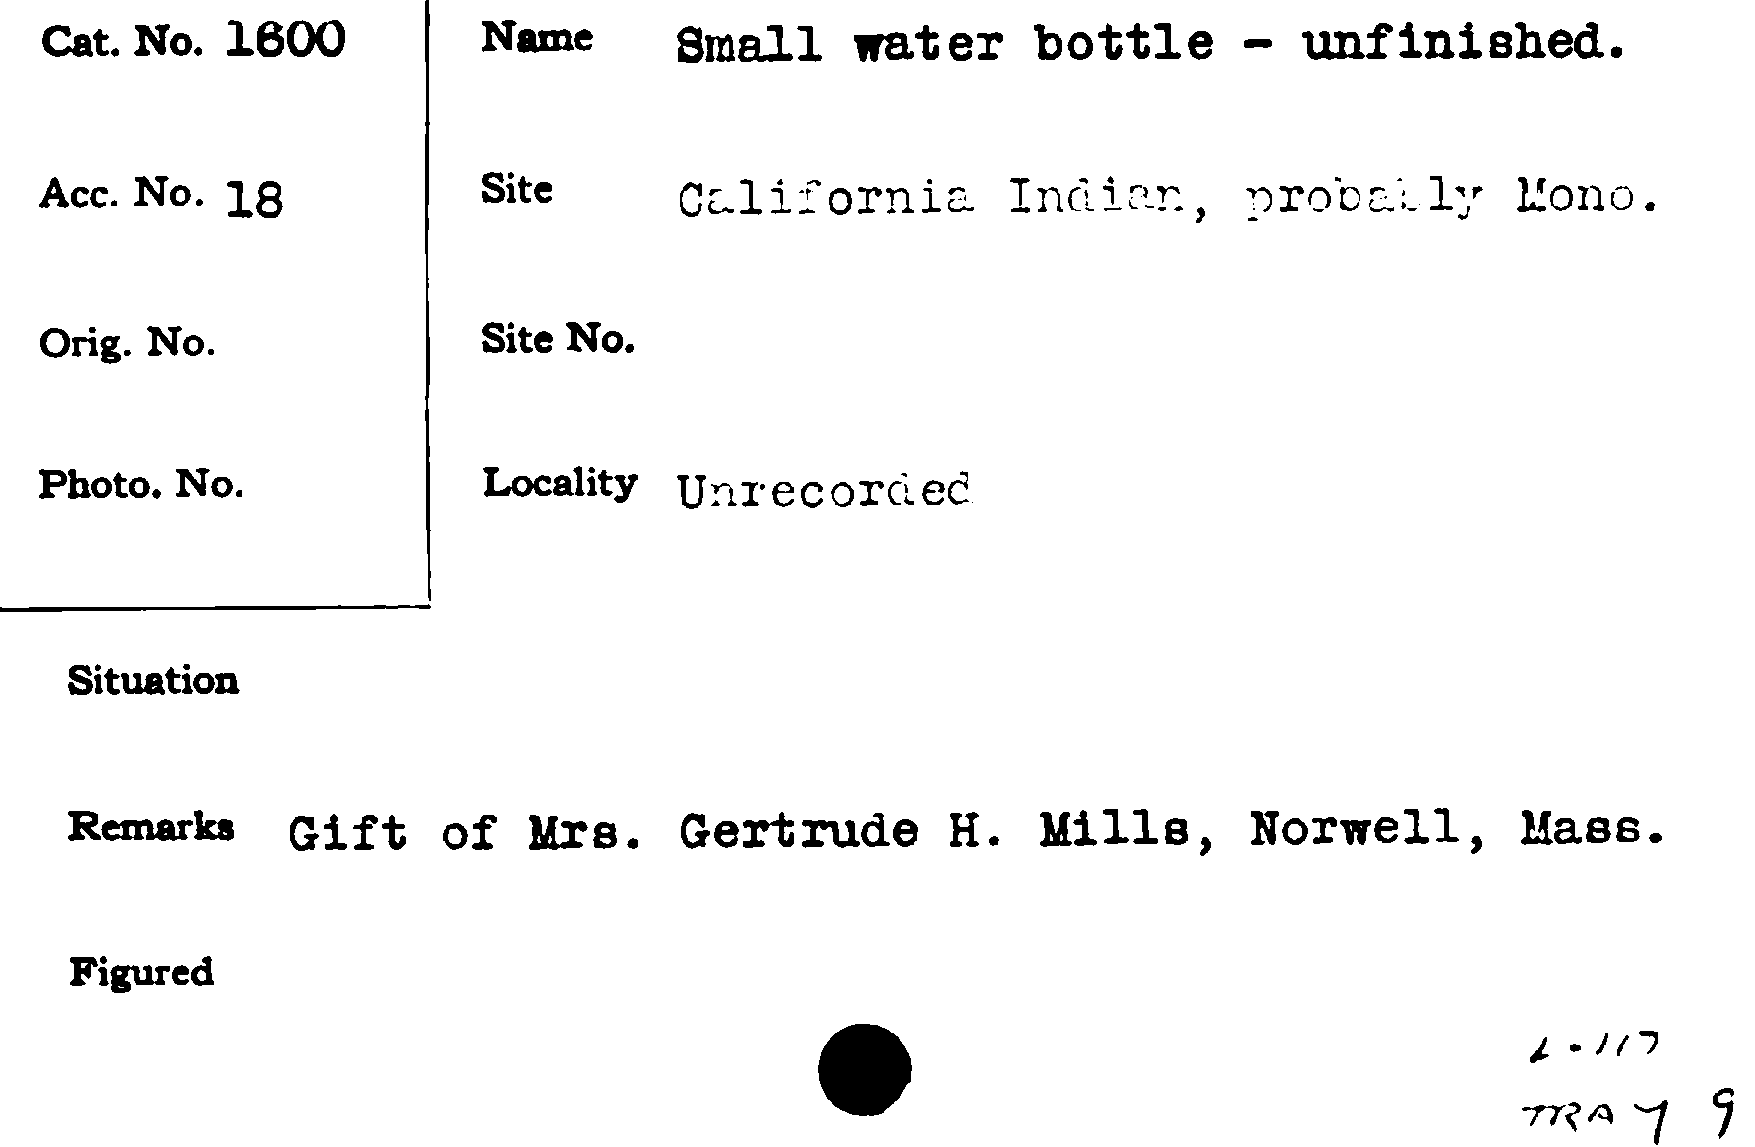 Cat. No. 1600
Name Small water bottle - unfinished.
Acc. No. 18
Site California Indian, probably Mono.
Orig. No.
Site No.
Photo. No.
Locality Unrecorded
Situation
Remarks Gift of Mrs. Gertrude H. Mills, Norwell, Mass.
Figured
L-117
TRAY 9